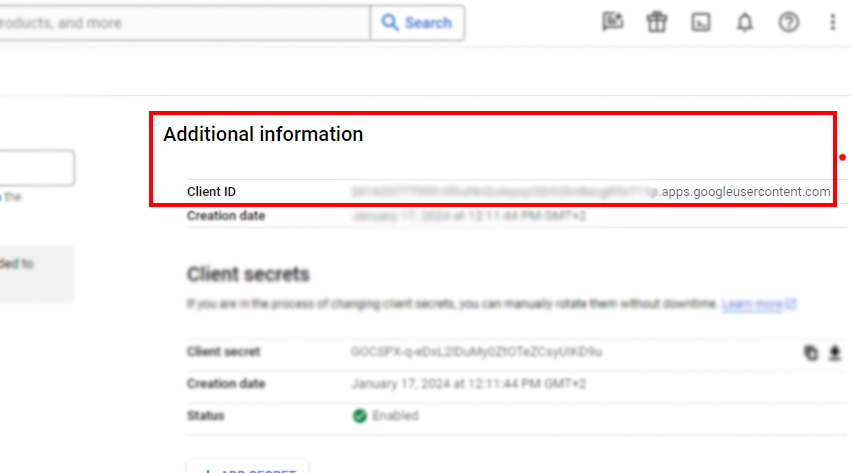 roducts, and more
Search
Additional information
Client ID .apps.googleusercontent.com
the
Creation date January 17, 2024 at 12:11:44 PM GMT+2
ded to
Client secrets
If you are in the process of changing client secrets, you can manually rotate them without downtime. Learn more
Client secret
Creation date January 17, 2024 at 12:11:44 PM GMT+2
Status Enabled
ADD SECRET